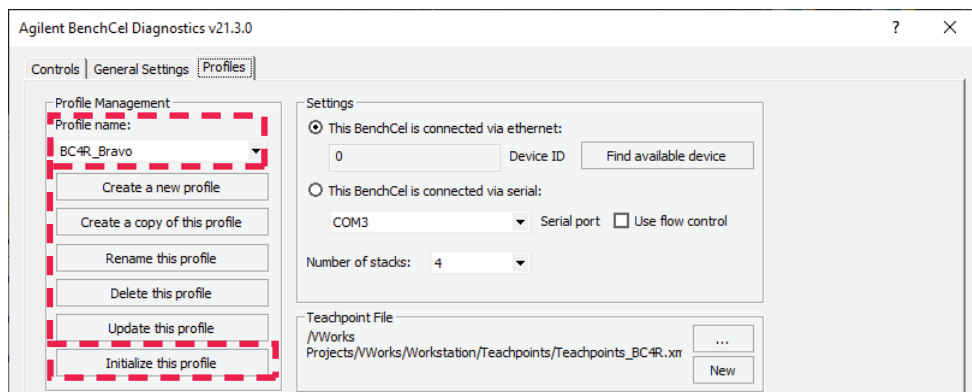 Agilent BenchCel Diagnostics v21.3.0
Controls General Settings Profiles
Profile Management
Profile name:
BC4R_Bravo
Create a new profile
Create a copy of this profile
Rename this profile
Delete this profile
Update this profile
Initialize this profile
Settings
This BenchCel is connected via ethernet:
0 Device ID Find available device
This BenchCel is connected via serial:
COM3 Serial port Use flow control
Number of stacks: 4
Teachpoint File
/VWorks
Projects/VWorks/Workstation/Teachpoints/Teachpoints_BC4R.xm
...
New